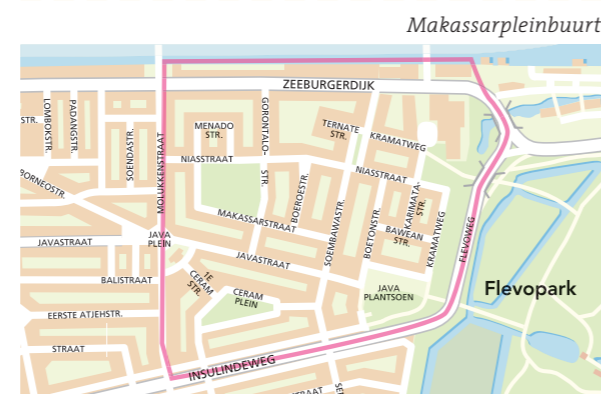 Makassarpleinbuurt
ZEEBURGERDIJK
STR.
LOMBOKSTR.
PADANGSTR.
SOENDASTR.
MOLUKKENSTRAAT
MENADO
STR.
GORONTALO-
STR.
TERNATE
STR.
KRAMATWEG
NIASSTRAAT
NIASSTRAAT
BORNEOSTR.
BOEROESTR.
KARIMATA-
STR.
MAKASSARSTRAAT
SOEMBAWASTR.
BOETONSTR.
BAWEAN
STR.
KRAMATWEG
FLEVOWEG
JAVASTRAAT
JAVA
PLEIN
JAVASTRAAT
BALISTRAAT
1E
CERAM
STR.
CERAM
PLEIN
JAVA
PLANTSOEN
Flevopark
EERSTE ATJEHSTR.
STRAAT
INSULINDEWEG